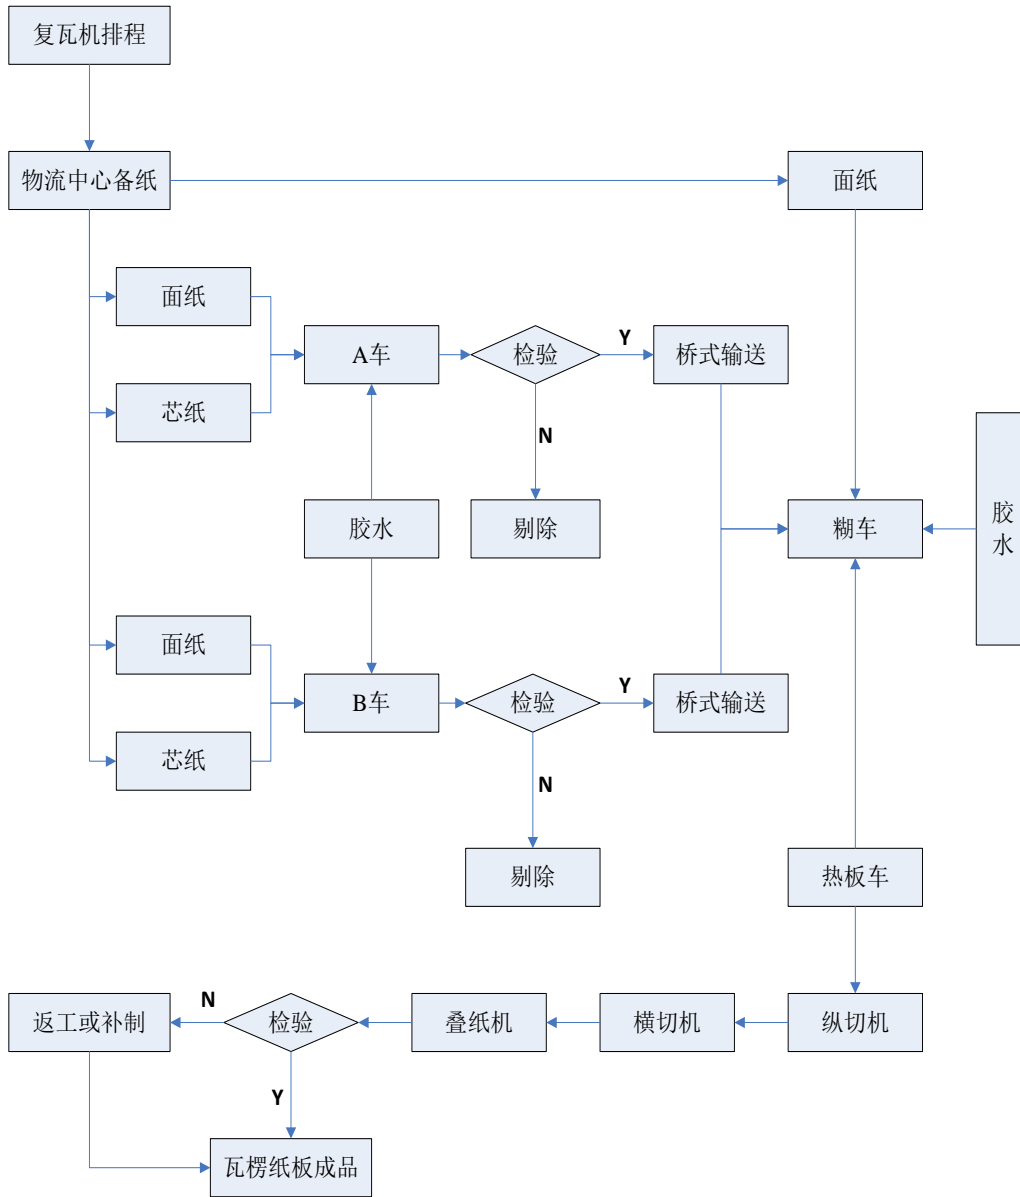 复瓦机排程
物流中心备纸
面纸
面纸
A车
检验
Y
桥式输送
芯纸
N
胶水
剔除
糊车
胶
水
面纸
B车
检验
Y
桥式输送
芯纸
N
剔除
热板车
返工或补制
N
检验
叠纸机
横切机
纵切机
Y
瓦楞纸板成品